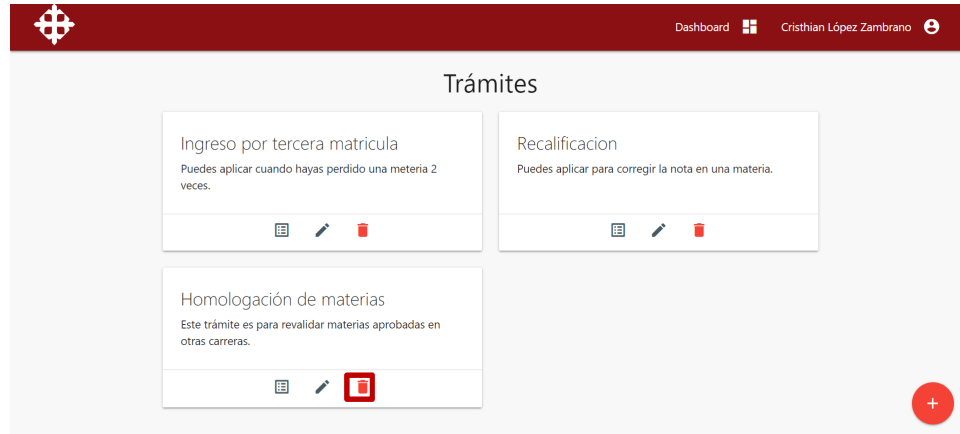 Dashboard
Cristhian López Zambrano
Trámites
Ingreso por tercera matricula
Puedes aplicar cuando hayas perdido una meteria 2
veces.
Recalificacion
Puedes aplicar para corregir la nota en una materia.
Homologación de materias
Este trámite es para revalidar materias aprobadas en
otras carreras.